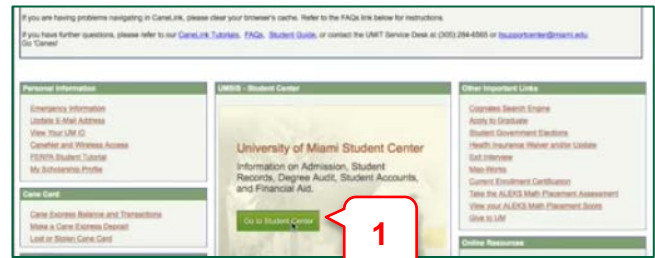 If you are having problems navigating in CaneLink, please clear your browser's cache. Refer to the FAQs link below for instructions.
If you have further questions, please refer to our CaneLink Tutorials, FAQs, Student Guide, or contact the UMIT Service Desk at (305) 284-6565 or itsupportcenter@miami.edu.
Go 'Canes!
Personal Information
Emergency Information
Update E-Mail Address
View Your UM ID
CaneNet and Wireless Access
FERPA Student Tutorial
My Scholarship Profile
Cane Card
Cane Express Balance and Transactions
Make a Cane Express Deposit
Lost or Stolen Cane Card
UMSIS - Student Center
University of Miami Student Center
Information on Admission, Student
Records, Degree Audit, Student Accounts,
and Financial Aid.
Go to Student Center
1
Other Important Links
Cognates Search Engine
Apply to Graduate
Student Government Elections
Health Insurance Waiver and/or Update
Exit Interview
Map-Works
Current Enrollment Certification
Take the ALEKS Math Placement Assessment
View your ALEKS Math Placement Score
Give to UM
Online Resources